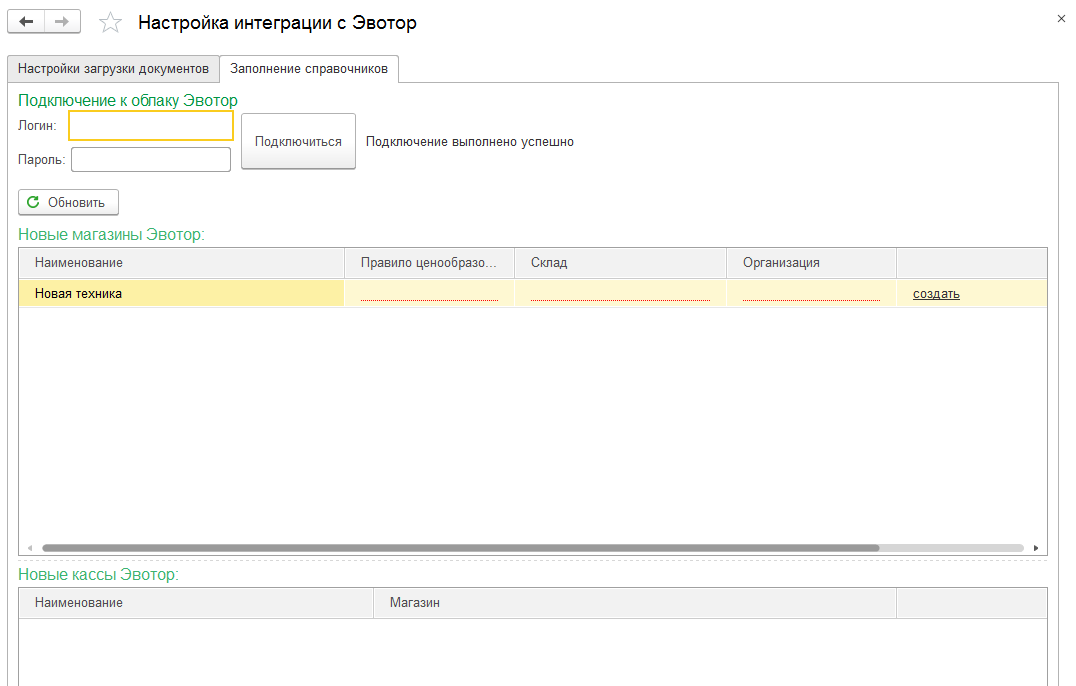 Настройка интеграции с Эвотор
Настройки загрузки документов Заполнение справочников
Подключение к облаку Эвотор
Логин:
Подключиться Подключение выполнено успешно
Пароль:
Обновить
Новые магазины Эвотор:
Наименование Правило ценообразо... Склад Организация
Новая техника создать
Новые кассы Эвотор:
Наименование Магазин